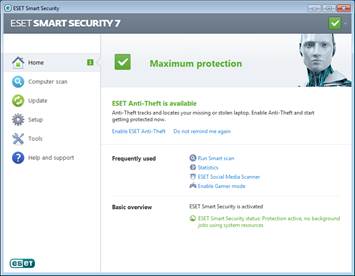 ESET Smart Security
ESET SMART SECURITY 7
Home
1
Computer scan
Update
Setup
Tools
Help and support
Maximum protection
ESET Anti-Theft is available
Anti-Theft tracks and locates your missing or stolen laptop. Enable Anti-Theft and start
getting protected now.
Enable ESET Anti-Theft Do not remind me again
Frequently used
Run Smart scan
Statistics
ESET Social Media Scanner
Enable Gamer mode
Basic overview
ESET Smart Security is activated
ESET Smart Security status: Protection active, no background
jobs using system resources
eset